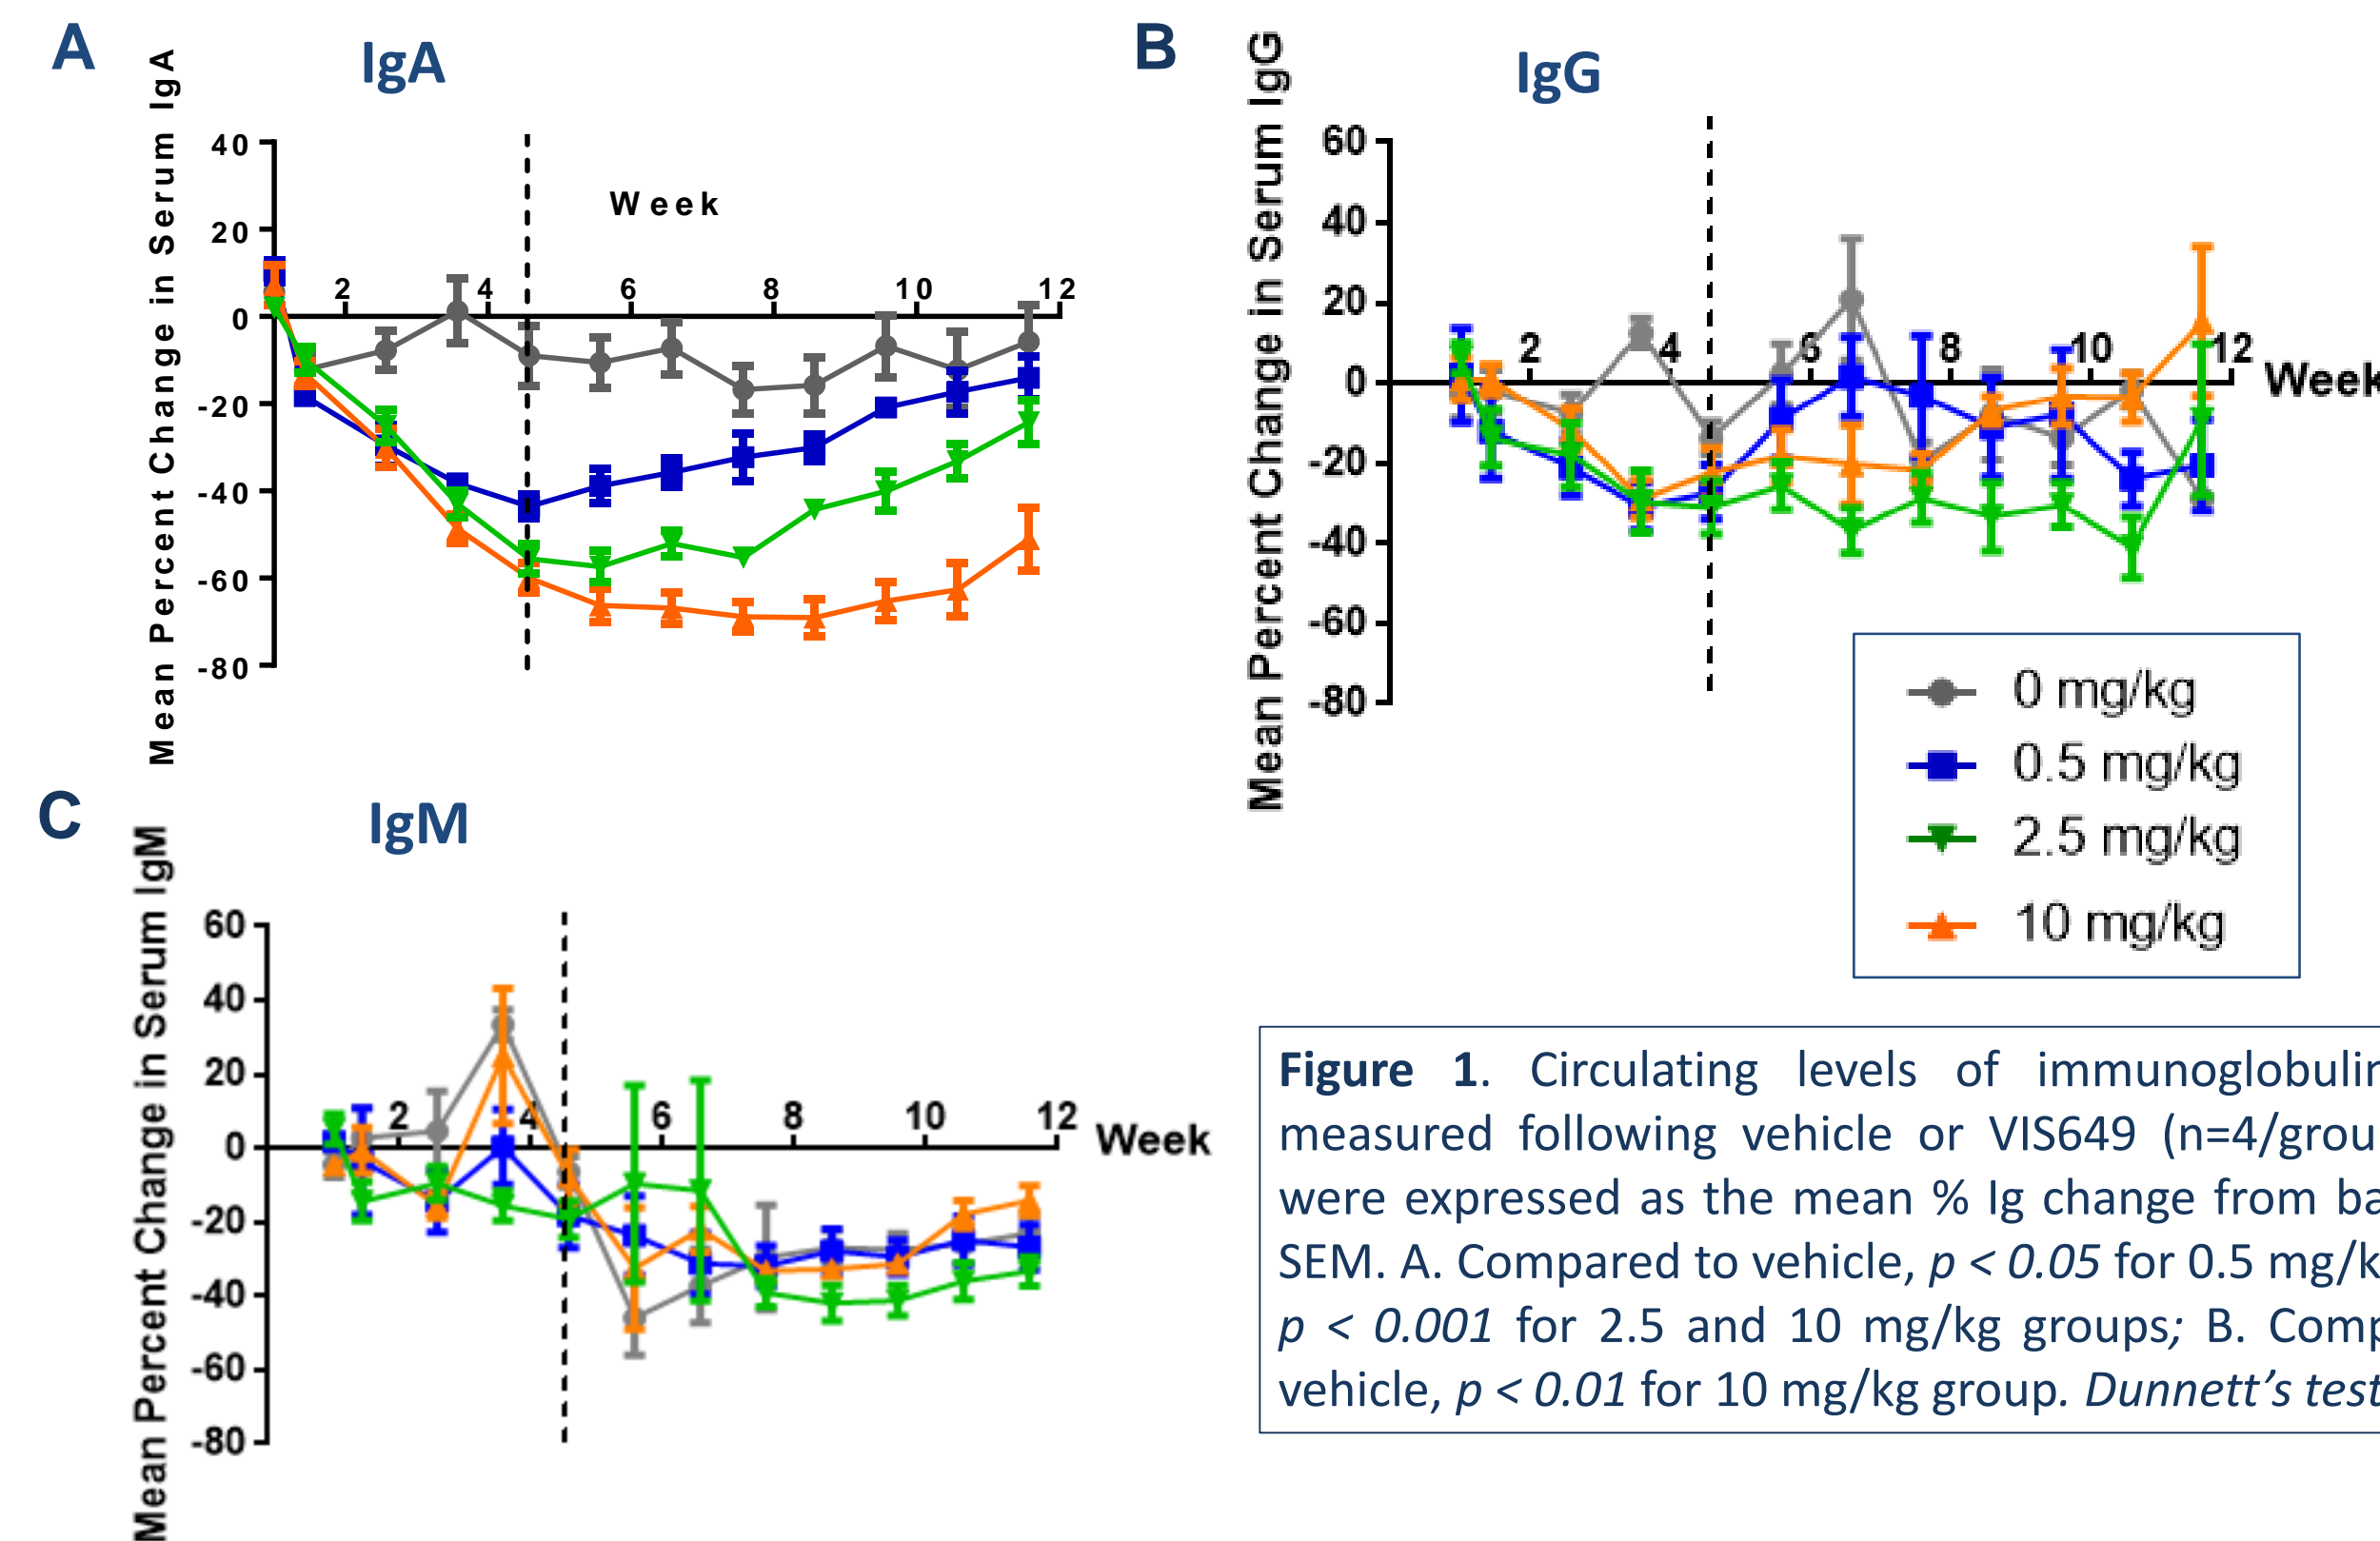 A
IgA
Mean Percent Change in Serum IgA
40
20
0
-20
-40
-60
-80
Week
2
4
6
8
10
12
B
IgG
Mean Percent Change in Serum IgG
60
40
20
0
-20
-40
-60
-80
2
4
6
8
10
12
Week
0 mg/kg
0.5 mg/kg
2.5 mg/kg
10 mg/kg
C
IgM
Mean Percent Change in Serum IgM
60
40
20
0
-20
-40
-60
-80
2
4
6
8
10
12
Week
Figure 1. Circulating levels of immunoglobulin
measured following vehicle or VIS649 (n=4/grou
were expressed as the mean % Ig change from ba
SEM. A. Compared to vehicle, p < 0.05 for 0.5 mg/k
p < 0.001 for 2.5 and 10 mg/kg groups; B. Comp
vehicle, p < 0.01 for 10 mg/kg group. Dunnett's test